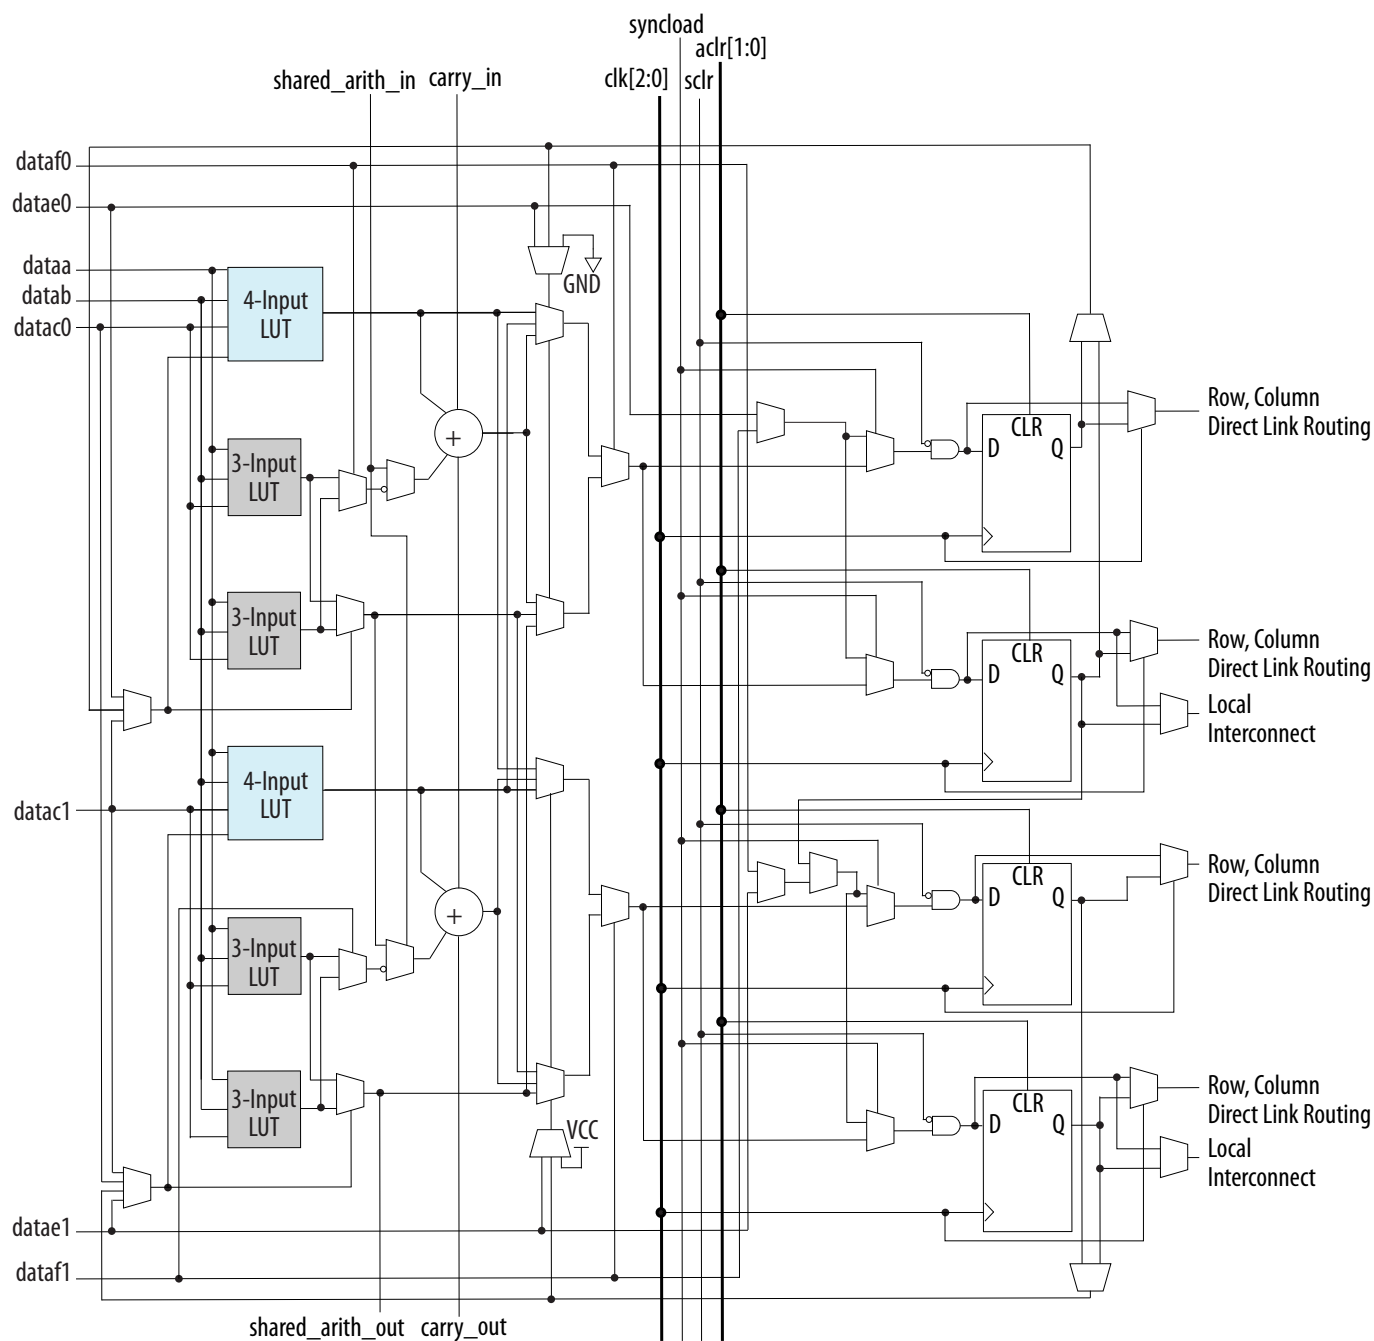 syncload
aclr[1:0]
shared_arith_in
carry_in
clk[2:0]
sclr
dataf0
datae0
dataa
datab
datac0
4-Input
LUT
GND
3-Input
LUT
3-Input
LUT
CLR
D
Q
Row, Column
Direct Link Routing
CLR
D
Q
Row, Column
Direct Link Routing
Local
Interconnect
datac1
4-Input
LUT
3-Input
LUT
3-Input
LUT
+
+
VCC
CLR
D
Q
Row, Column
Direct Link Routing
CLR
D
Q
Row, Column
Direct Link Routing
Local
Interconnect
datae1
dataf1
shared_arith_out
carry_out